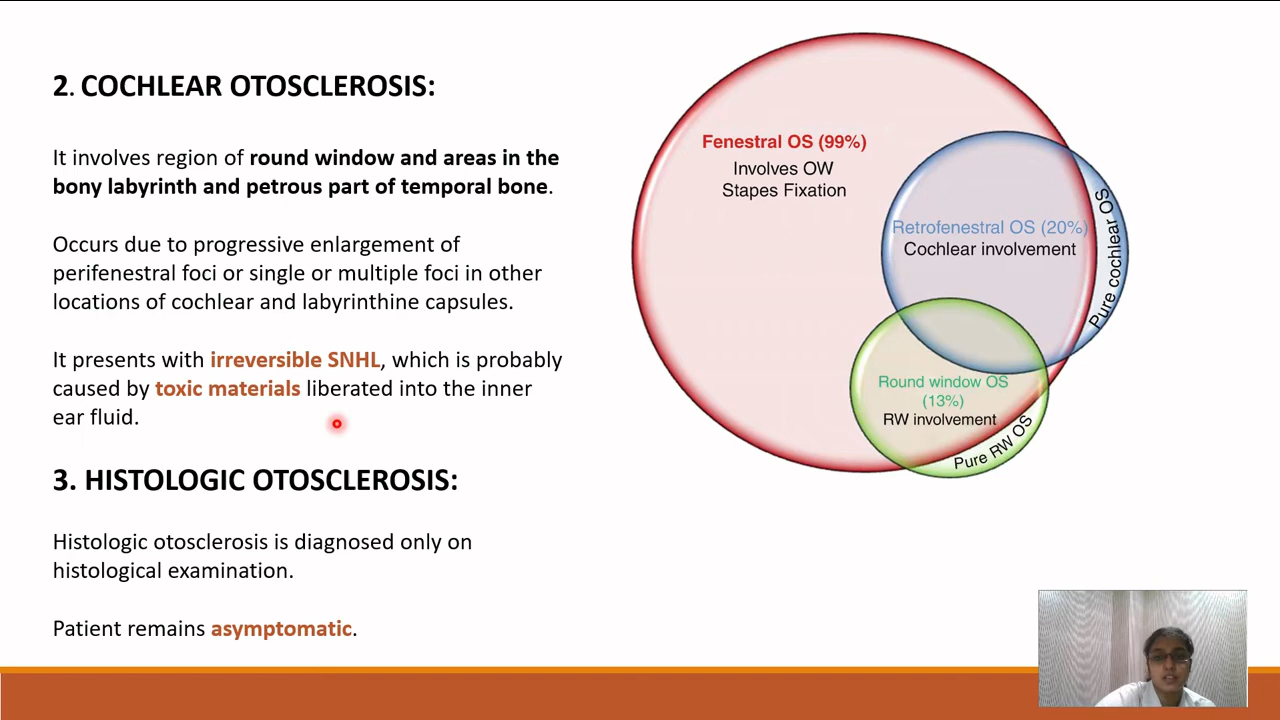 2. COCHLEAR OTOSCLEROSIS:
It involves region of round window and areas in the
bony labyrinth and petrous part of temporal bone.
Occurs due to progressive enlargement of
perifenestral foci or single or multiple foci in other
locations of cochlear and labyrinthine capsules.
It presents with irreversible SNHL, which is probably
caused by toxic materials liberated into the inner
ear fluid.
3. HISTOLOGIC OTOSCLEROSIS:
Histologic otosclerosis is diagnosed only on
histological examination.
Patient remains asymptomatic.
Fenestral OS (99%)
Involves OW
Stapes Fixation
Retrofenestral OS (20%)
Cochlear involvement
Pure cochlear OS
Round window OS
(13%)
RW involvement
Pure RW OS